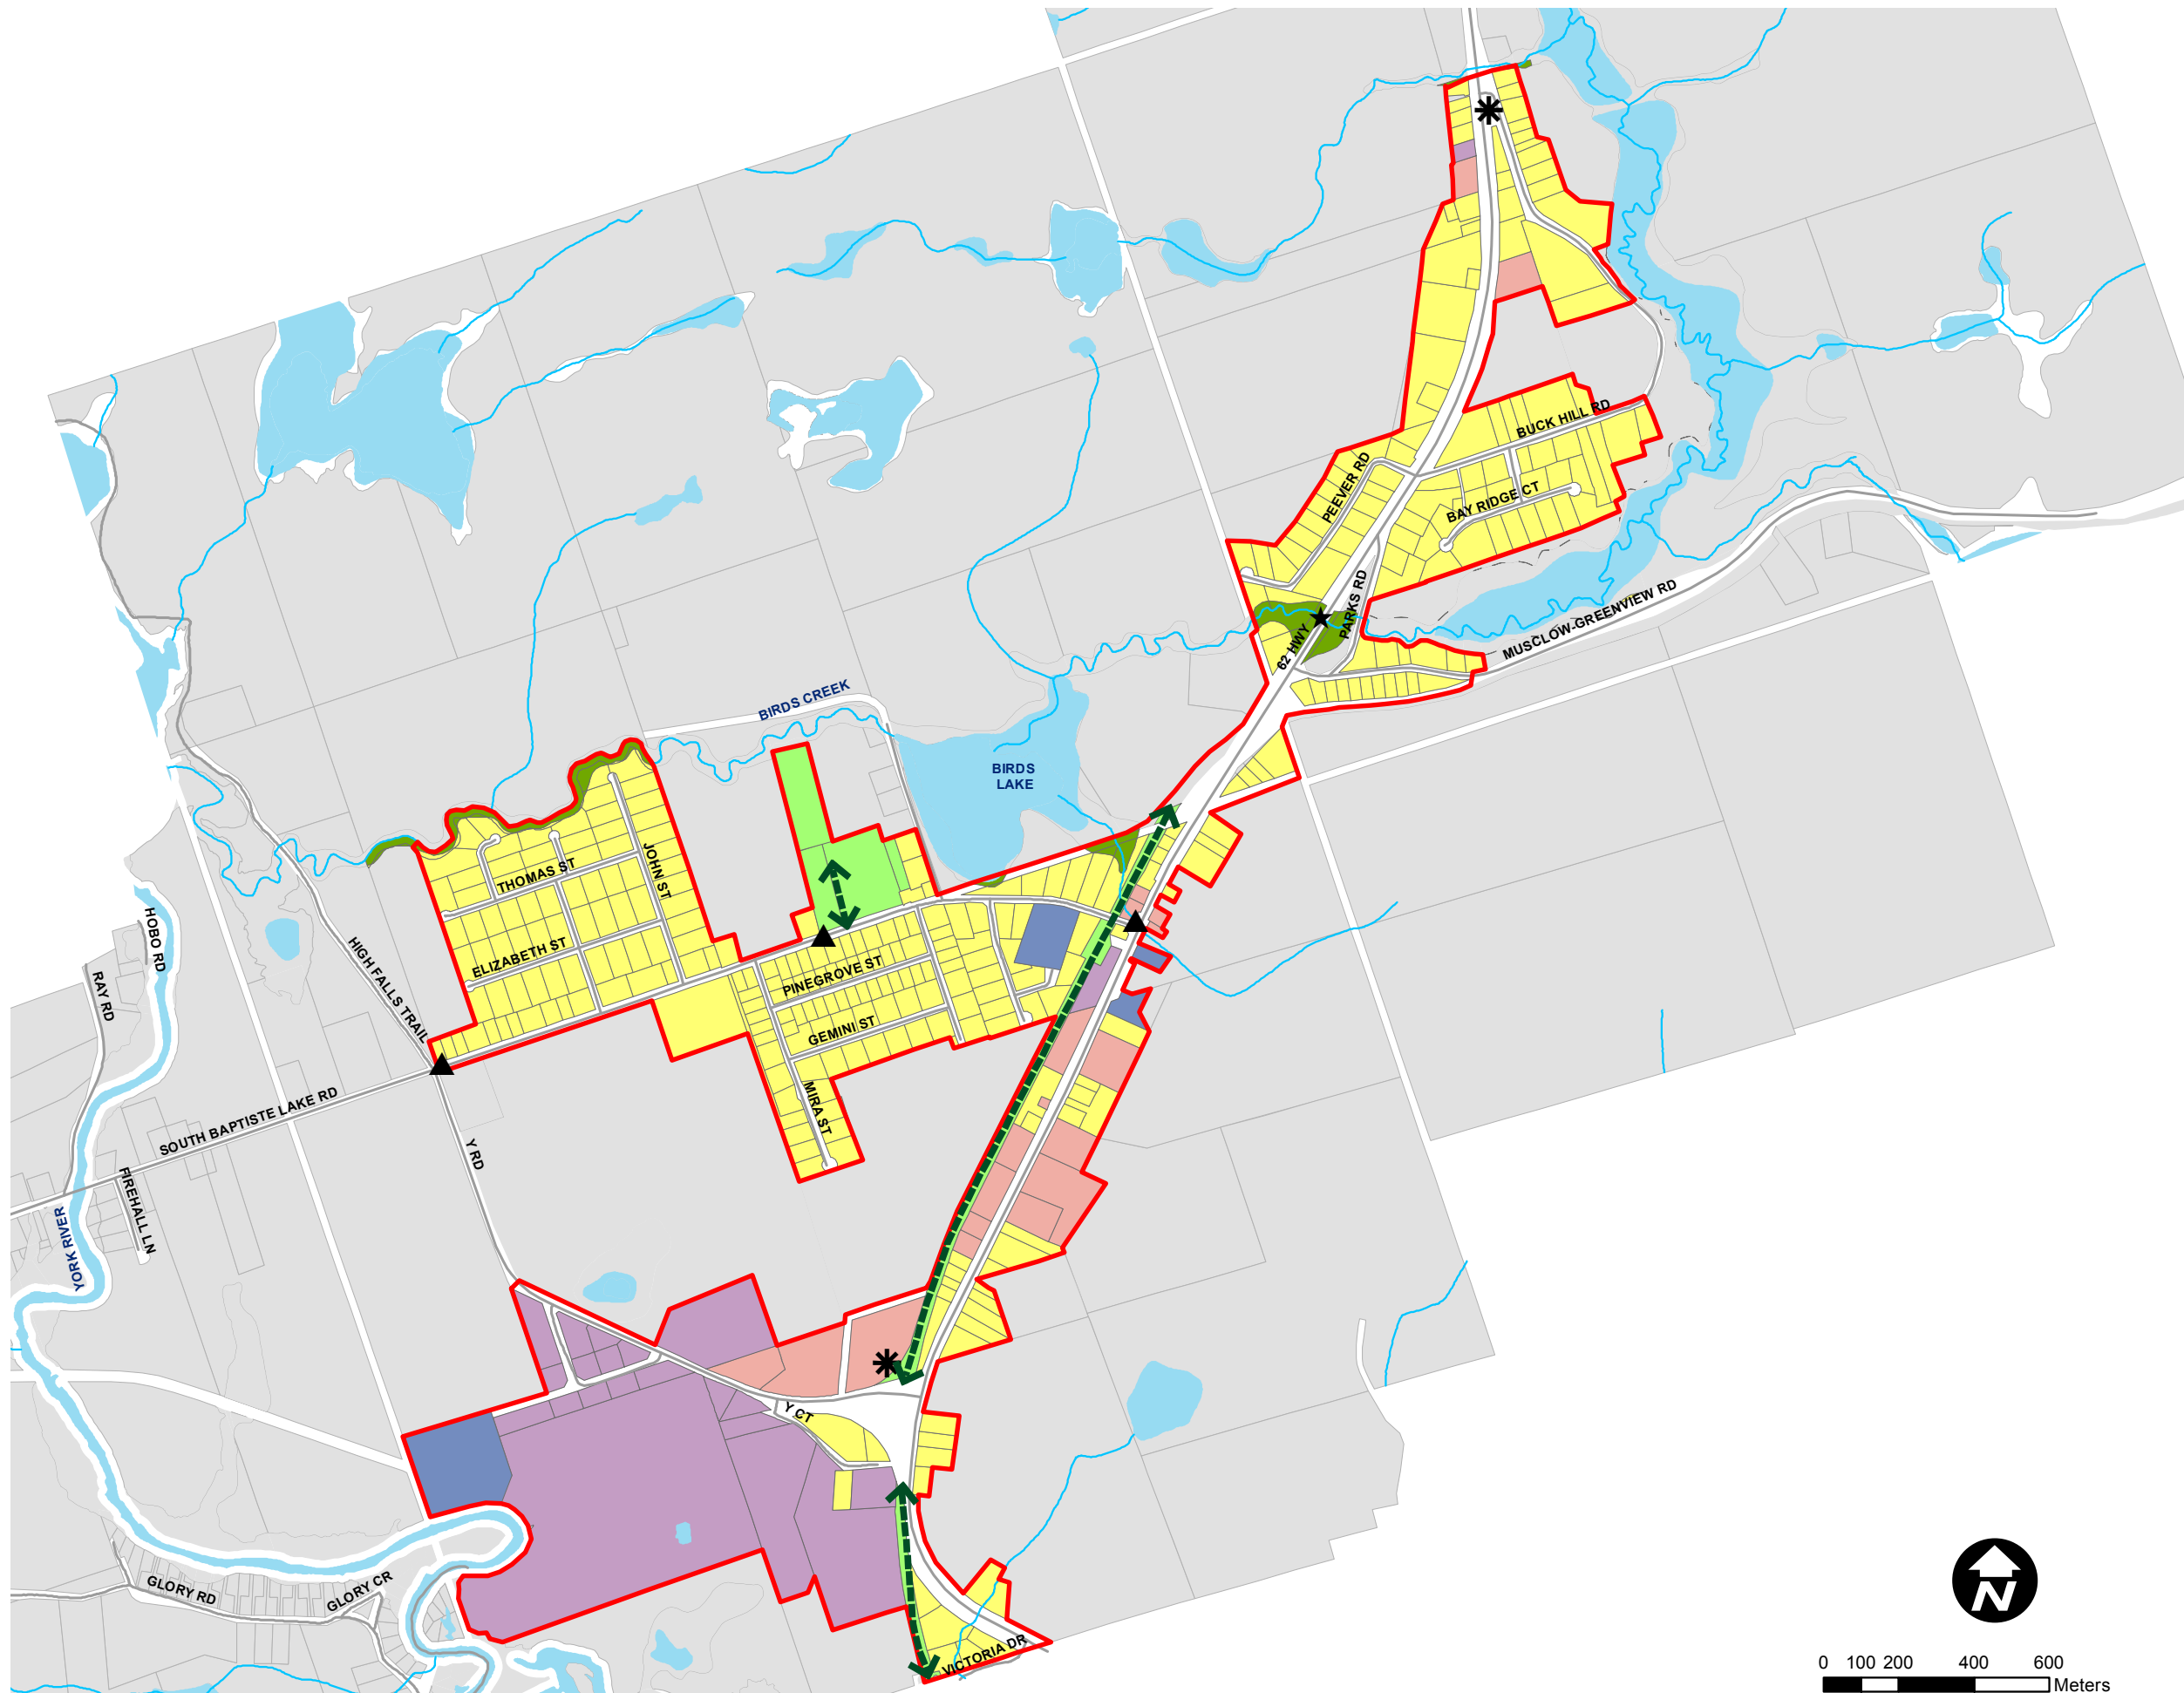 BUCK HILL RD
PEEVER RD
BAY RIDGE CT
PARKS RD
62 HWY
MUSCLOW-GREENVIEW RD
BIRDS CREEK
BIRDS
LAKE
JOHN ST
THOMAS ST
ELIZABETH ST
HOBO RD
HIGH FALLS TRAIL
RAY RD
PINEGROVE ST
GEMINI ST
MIRA ST
SOUTH BAPTISTE LAKE RD
Y RD
FIREHALL LN
YORK RIVER
Y CT
GLORY RD
GLORY CR
VICTORIA DR
N
0 100 200 400 600
Meters